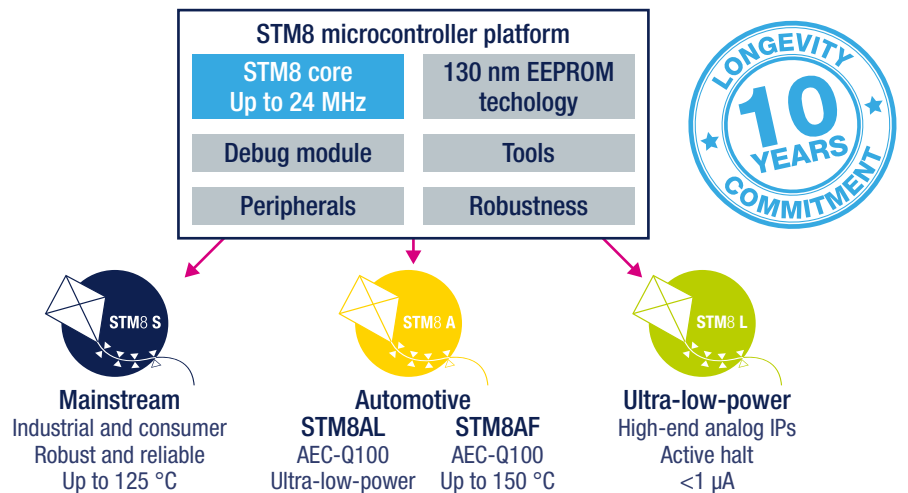 STM8 microcontroller platform
STM8 core
Up to 24 MHz
130 nm EEPROM
techology
Debug module
Tools
Peripherals
Robustness
LONGEVITY
10
YEARS
COMMITMENT
STM8 S
STM8 A
STM8 L
Mainstream
Industrial and consumer
Robust and reliable
Up to 125 °C
Automotive
STM8AL
AEC-Q100
Ultra-low-power
STM8AF
AEC-Q100
Up to 150 °C
Ultra-low-power
High-end analog IPs
Active halt
<1 µA